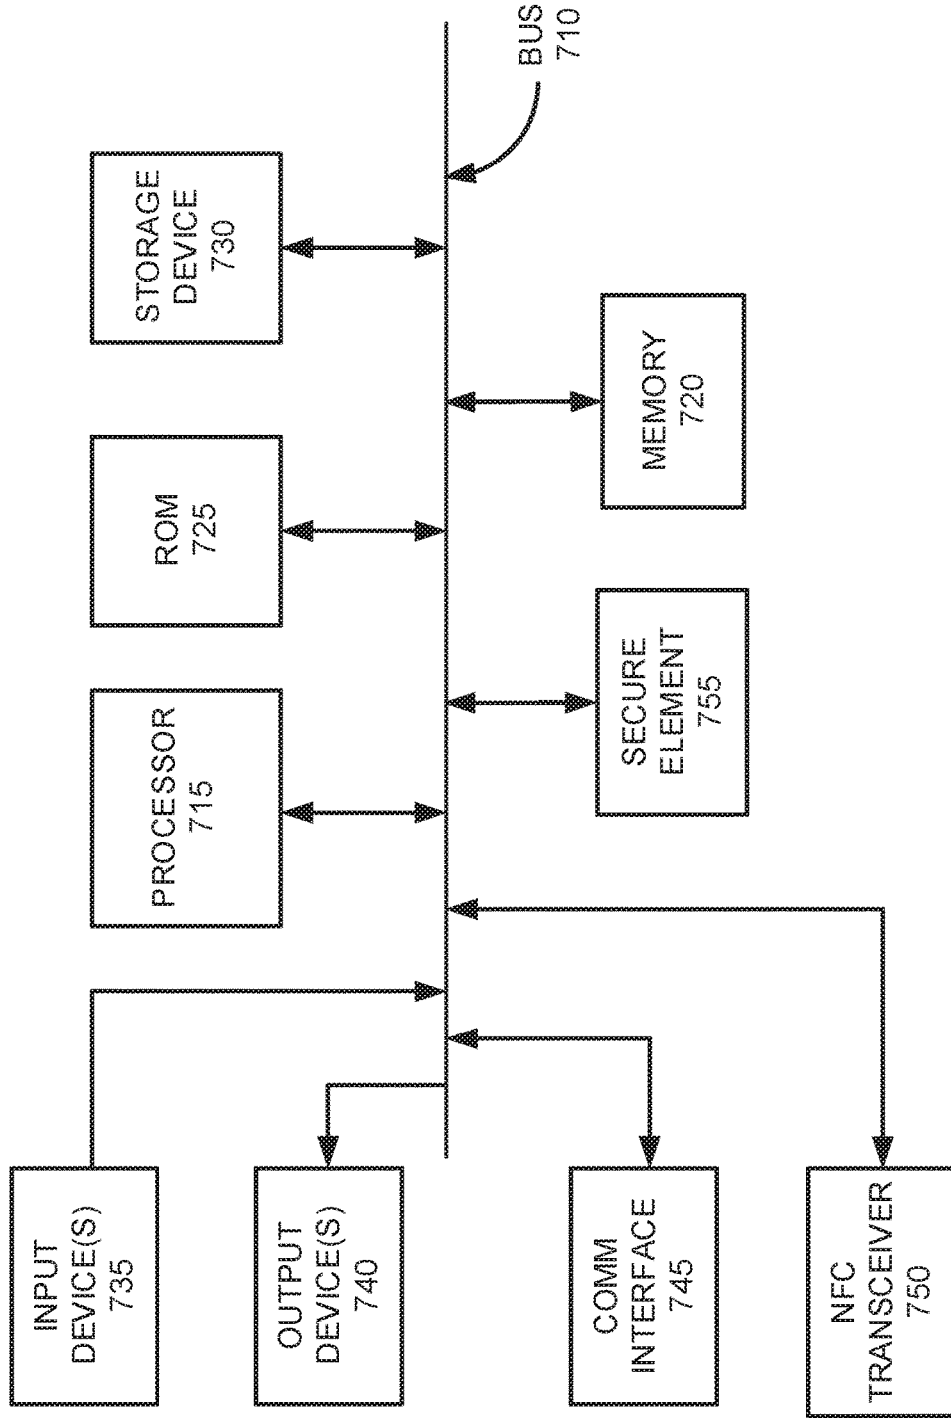 INPUT
DEVICE(S)
735
OUTPUT
DEVICE(S)
740
COMM
INTERFACE
745
NFC
TRANSCEIVER
750
PROCESSOR
715
ROM
725
STORAGE
DEVICE
730
SECURE
ELEMENT
755
MEMORY
720
BUS
710